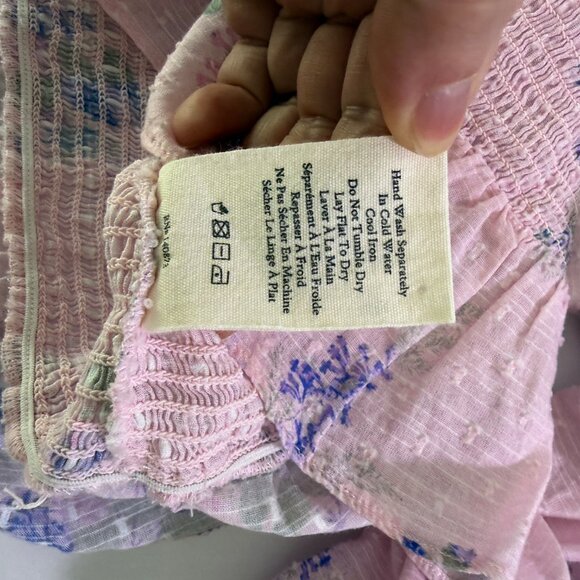 Hand Wash Separately
In Cold Water
Cool Iron
Do Not Tumble Dry
Lay Flat To Dry
Laver À La Main
Séparément À L'Eau Froide
Repasser À Froid
Ne Pas Sécher En Machine
Sécher Le Linge À Plat